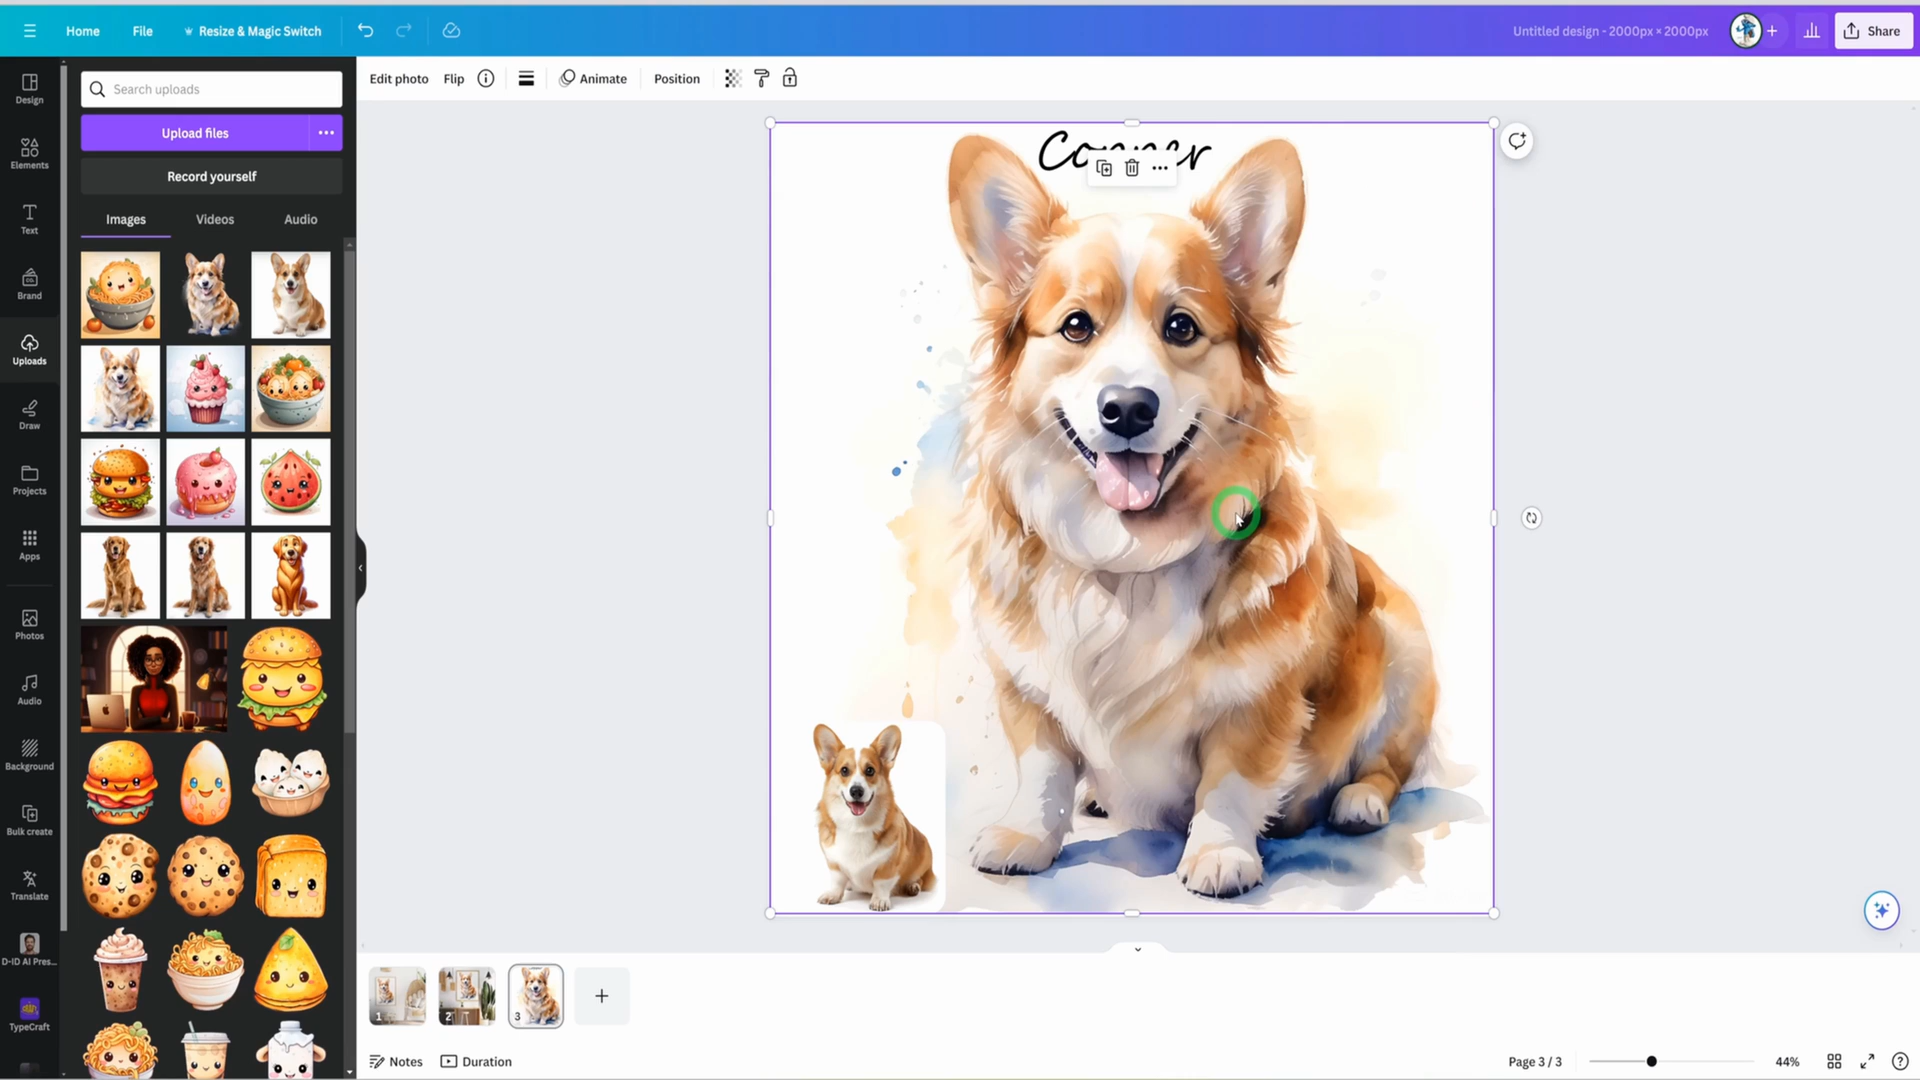 Home File Resize & Magic Switch Untitled design - 2000px × 2000px Share
Edit photo Flip Animate Position
Search uploads
Upload files
Record yourself
Images Videos Audio
Design
Elements
Text
Brand
Uploads
Draw
Projects
Apps
Photos
Audio
Background
Bulk create
Translate
D-ID AI Pres...
TypeCraft
1 2 3
Notes Duration Page 3 / 3 44%